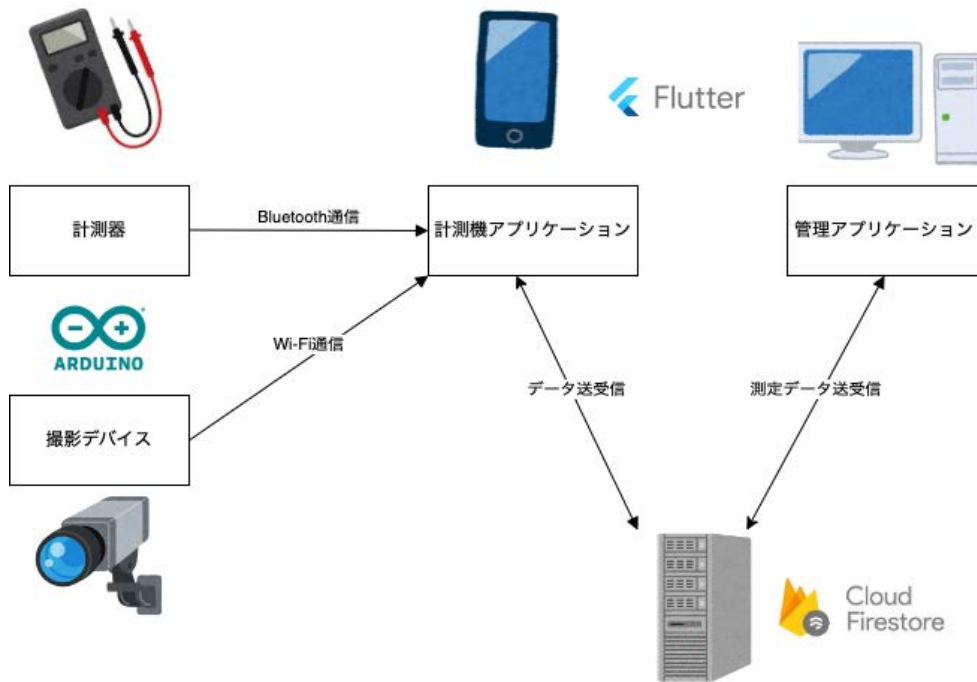 Flutter
計測器
Bluetooth通信
計測機アプリケーション
管理アプリケーション
ARDUINO
Wi-Fi通信
撮影デバイス
データ送受信
測定データ送受信
Cloud
Firestore